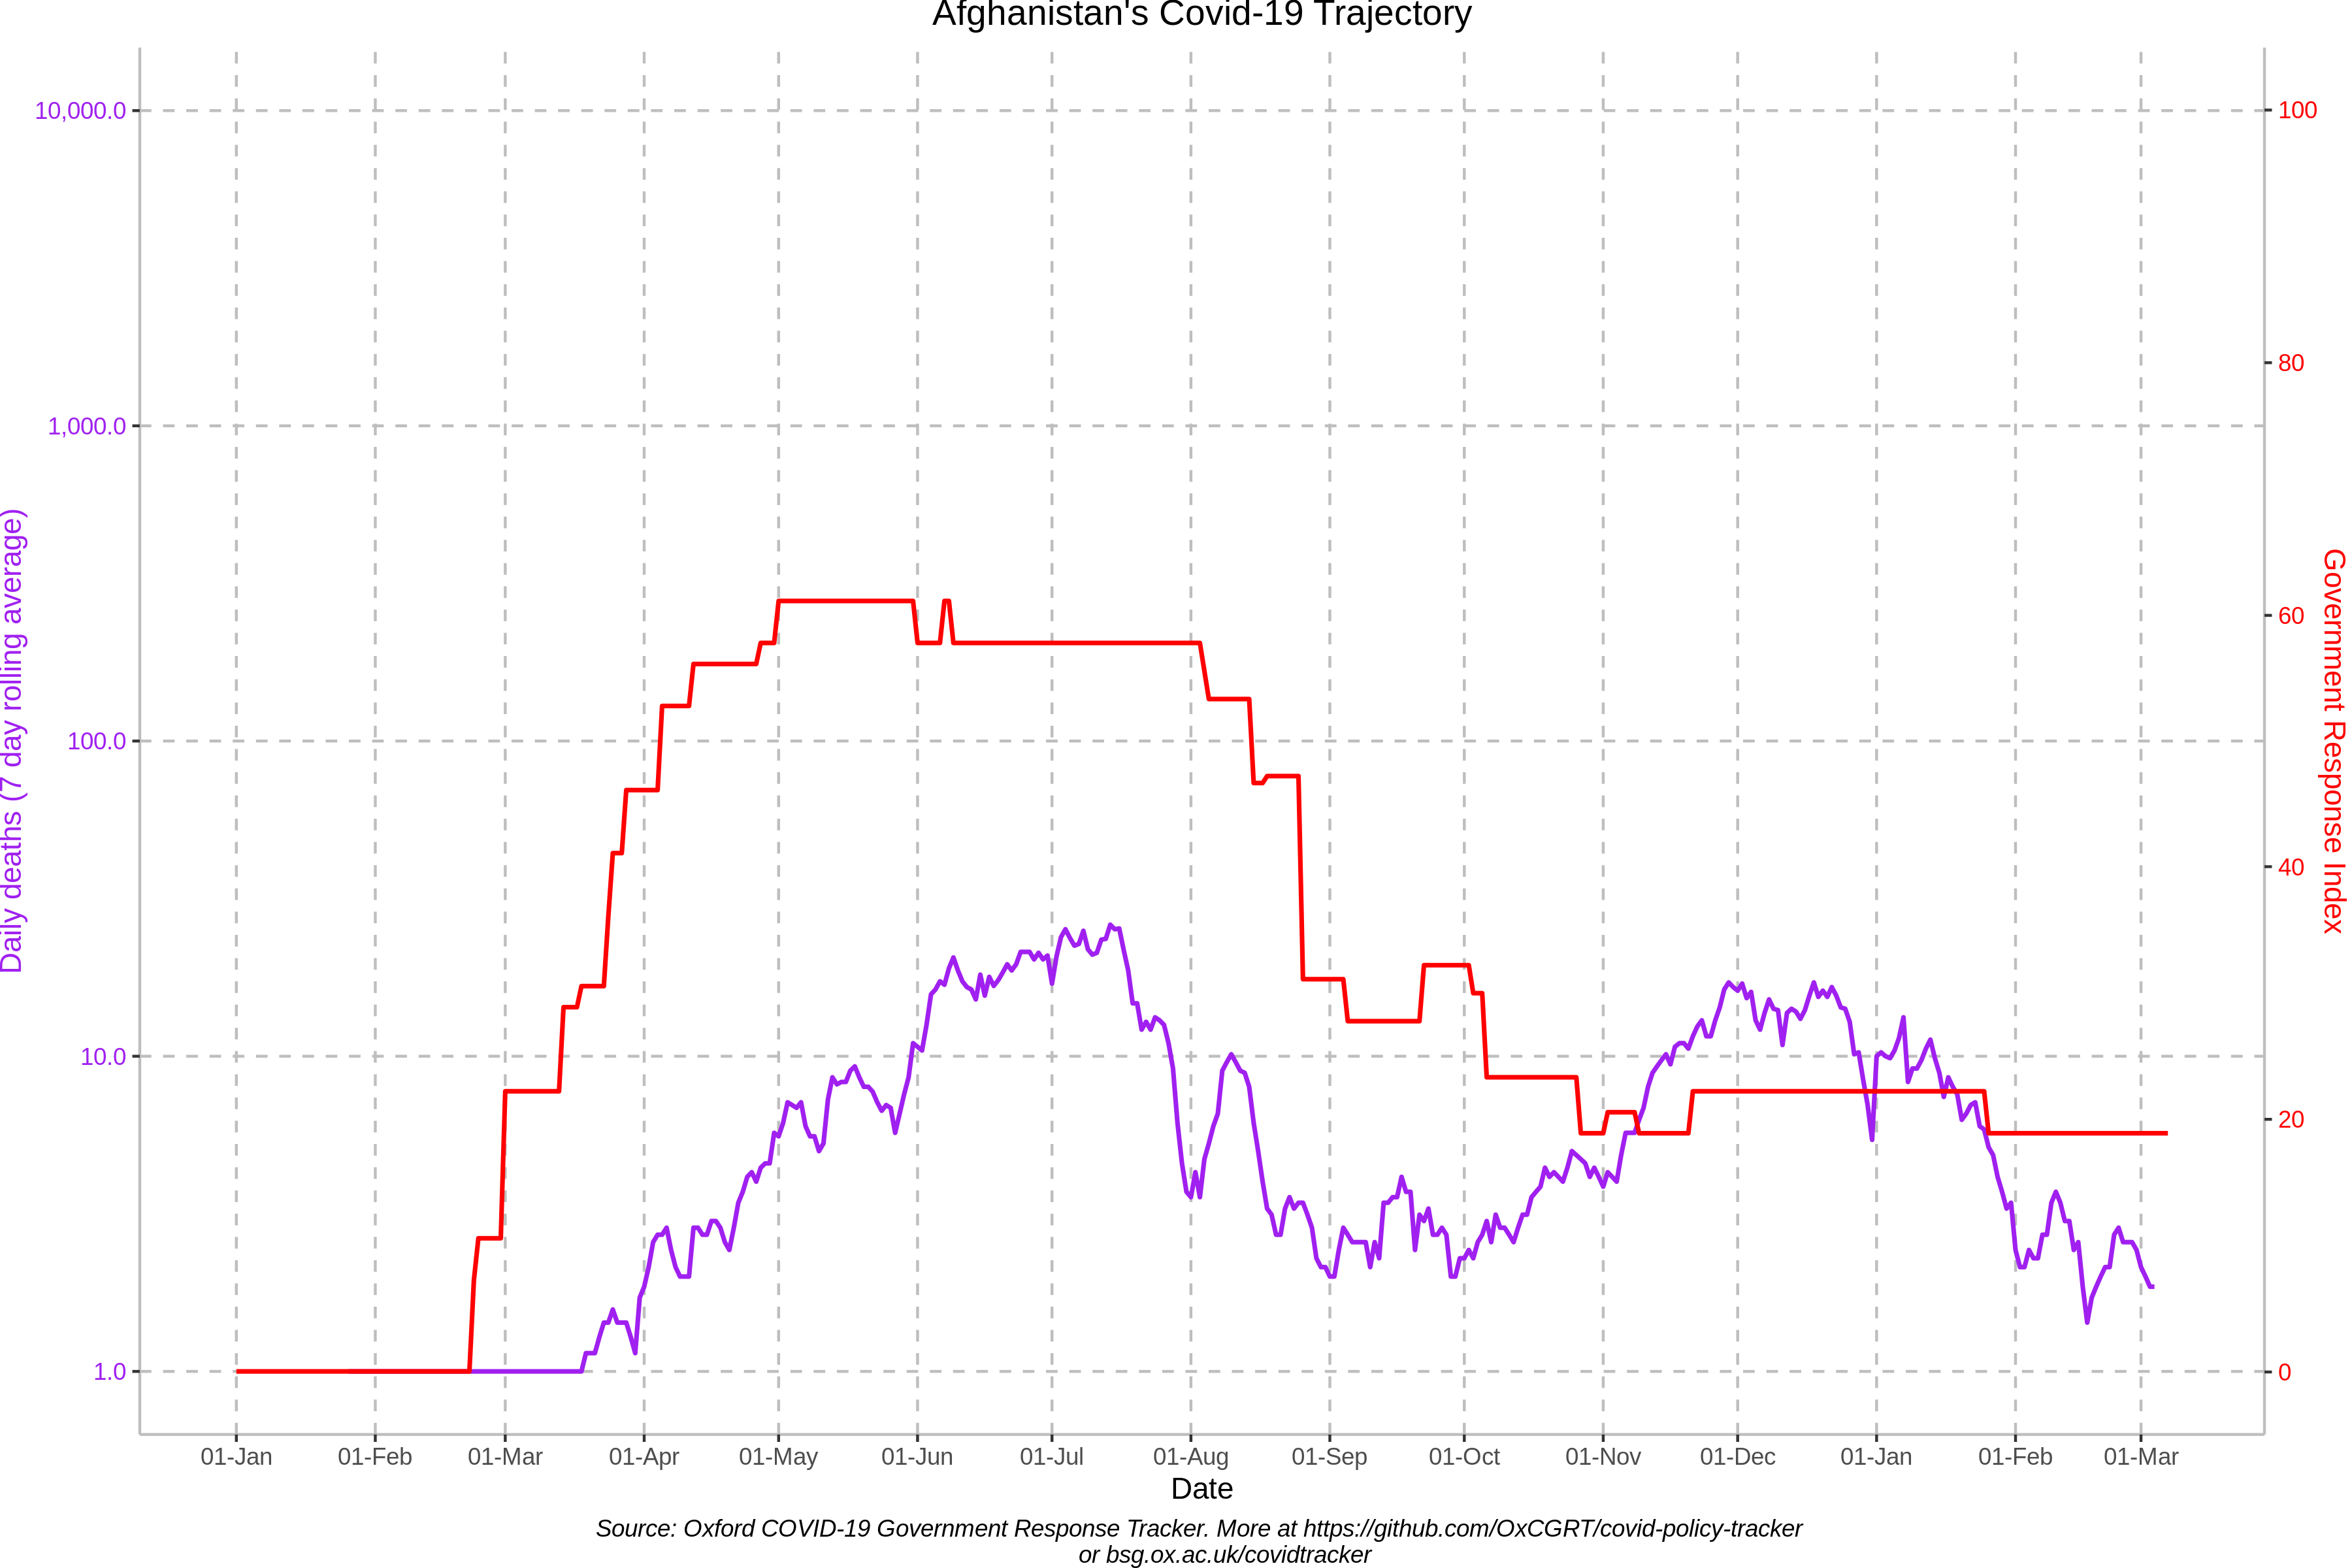 Afghanistan's Covid-19 Trajectory
10,000.0
1,000.0
100.0
10.0
1.0
Daily deaths (7 day rolling average)
100
80
60
40
20
0
Government Response Index
01-Jan 01-Feb 01-Mar 01-Apr 01-May 01-Jun 01-Jul 01-Aug 01-Sep 01-Oct 01-Nov 01-Dec 01-Jan 01-Feb 01-Mar
Date
Source: Oxford COVID-19 Government Response Tracker. More at https://github.com/OxCGRT/covid-policy-tracker
or bsg.ox.ac.uk/covidtracker